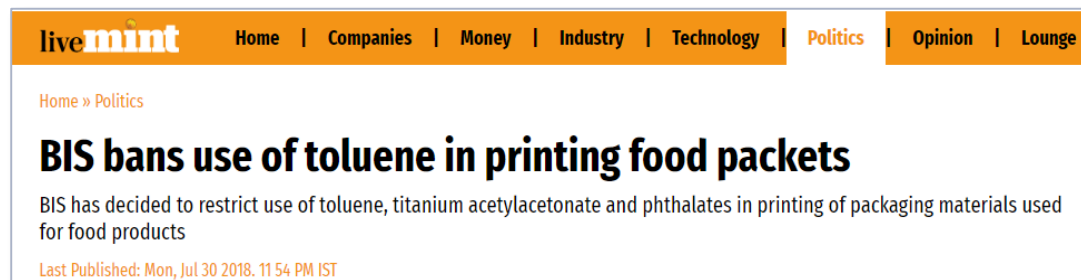 livemint Home | Companies | Money | Industry | Technology | Politics | Opinion | Lounge
Home » Politics
BIS bans use of toluene in printing food packets
BIS has decided to restrict use of toluene, titanium acetylacetonate and phthalates in printing of packaging materials used
for food products
Last Published: Mon, Jul 30 2018. 11 54 PM IST